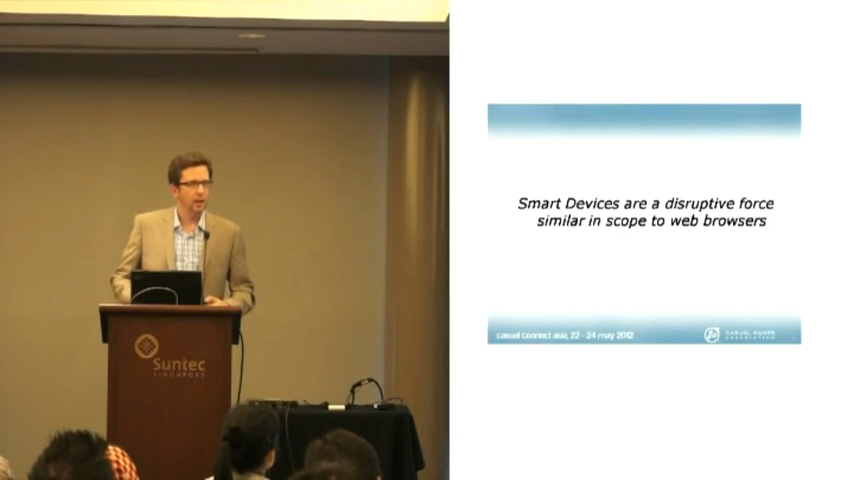 Suntec
SINGAPORE
Smart Devices are a disruptive force
similar in scope to web browsers
casual connect asia, 22 - 24 may 2012
CASUAL GAMES
ASSOCIATION